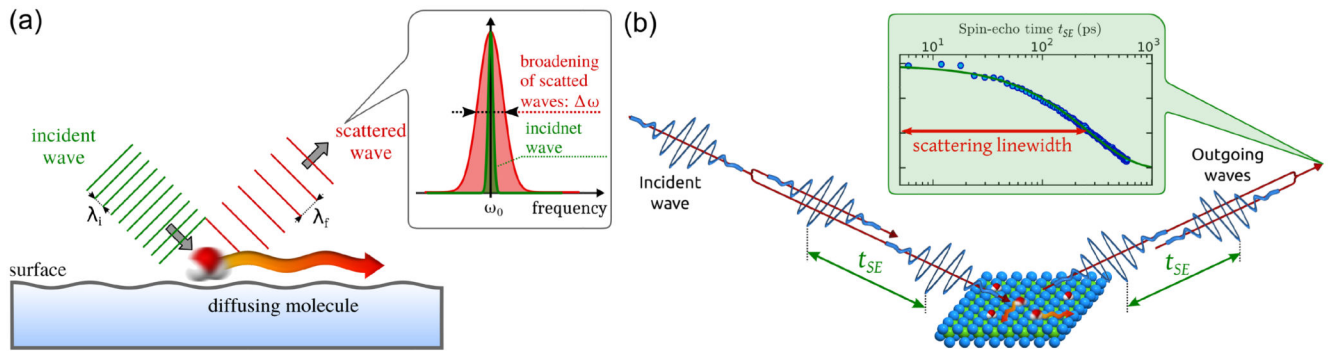 (a)
incident
wave
λi
scattered
wave
λf
surface
diffusing molecule
broadening
of scatted
waves: Δω
incidnet
wave
ω0
frequency
(b)
Spin-echo time tSE (ps)
10^1 10^2 10^3
scattering linewidth
Incident
wave
Outgoing
waves
tSE
tSE